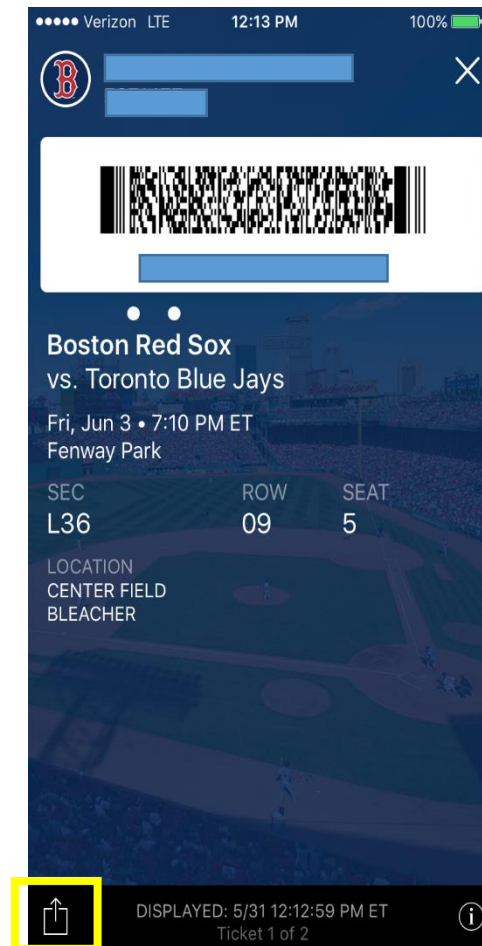 Verizon LTE 12:13 PM 100%
B
Boston Red Sox
vs. Toronto Blue Jays
Fri, Jun 3 • 7:10 PM ET
Fenway Park
SEC ROW SEAT
L36 09 5
LOCATION
CENTER FIELD
BLEACHER
DISPLAYED: 5/31 12:12:59 PM ET
Ticket 1 of 2